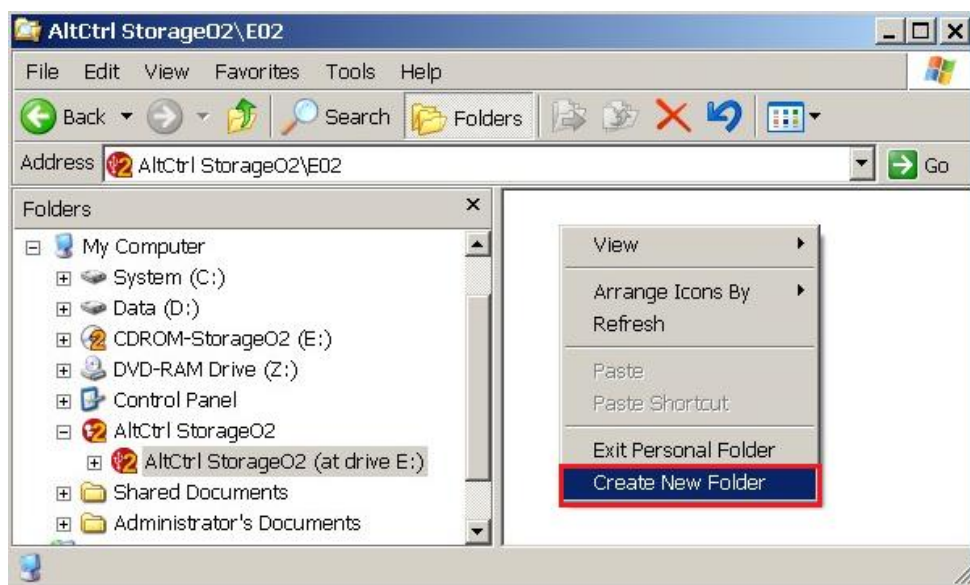 AltCtrl StorageO2\E02
File Edit View Favorites Tools Help
Back Search Folders
Address AltCtrl StorageO2\E02 Go
Folders
My Computer
System (C:)
Data (D:)
CDROM-StorageO2 (E:)
DVD-RAM Drive (Z:)
Control Panel
AltCtrl StorageO2
AltCtrl StorageO2 (at drive E:)
Shared Documents
Administrator's Documents
View
Arrange Icons By
Refresh
Paste
Paste Shortcut
Exit Personal Folder
Create New Folder